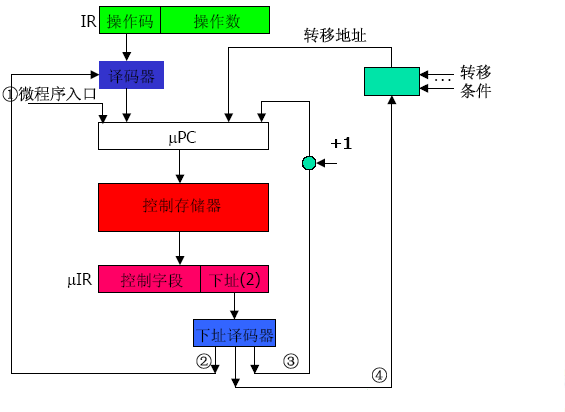 IR 操作码 操作数
转移地址
译码器
转移
条件
…
①微程序入口
μPC
+1
控制存储器
μIR 控制字段 下址(2)
下址译码器
② ③ ④